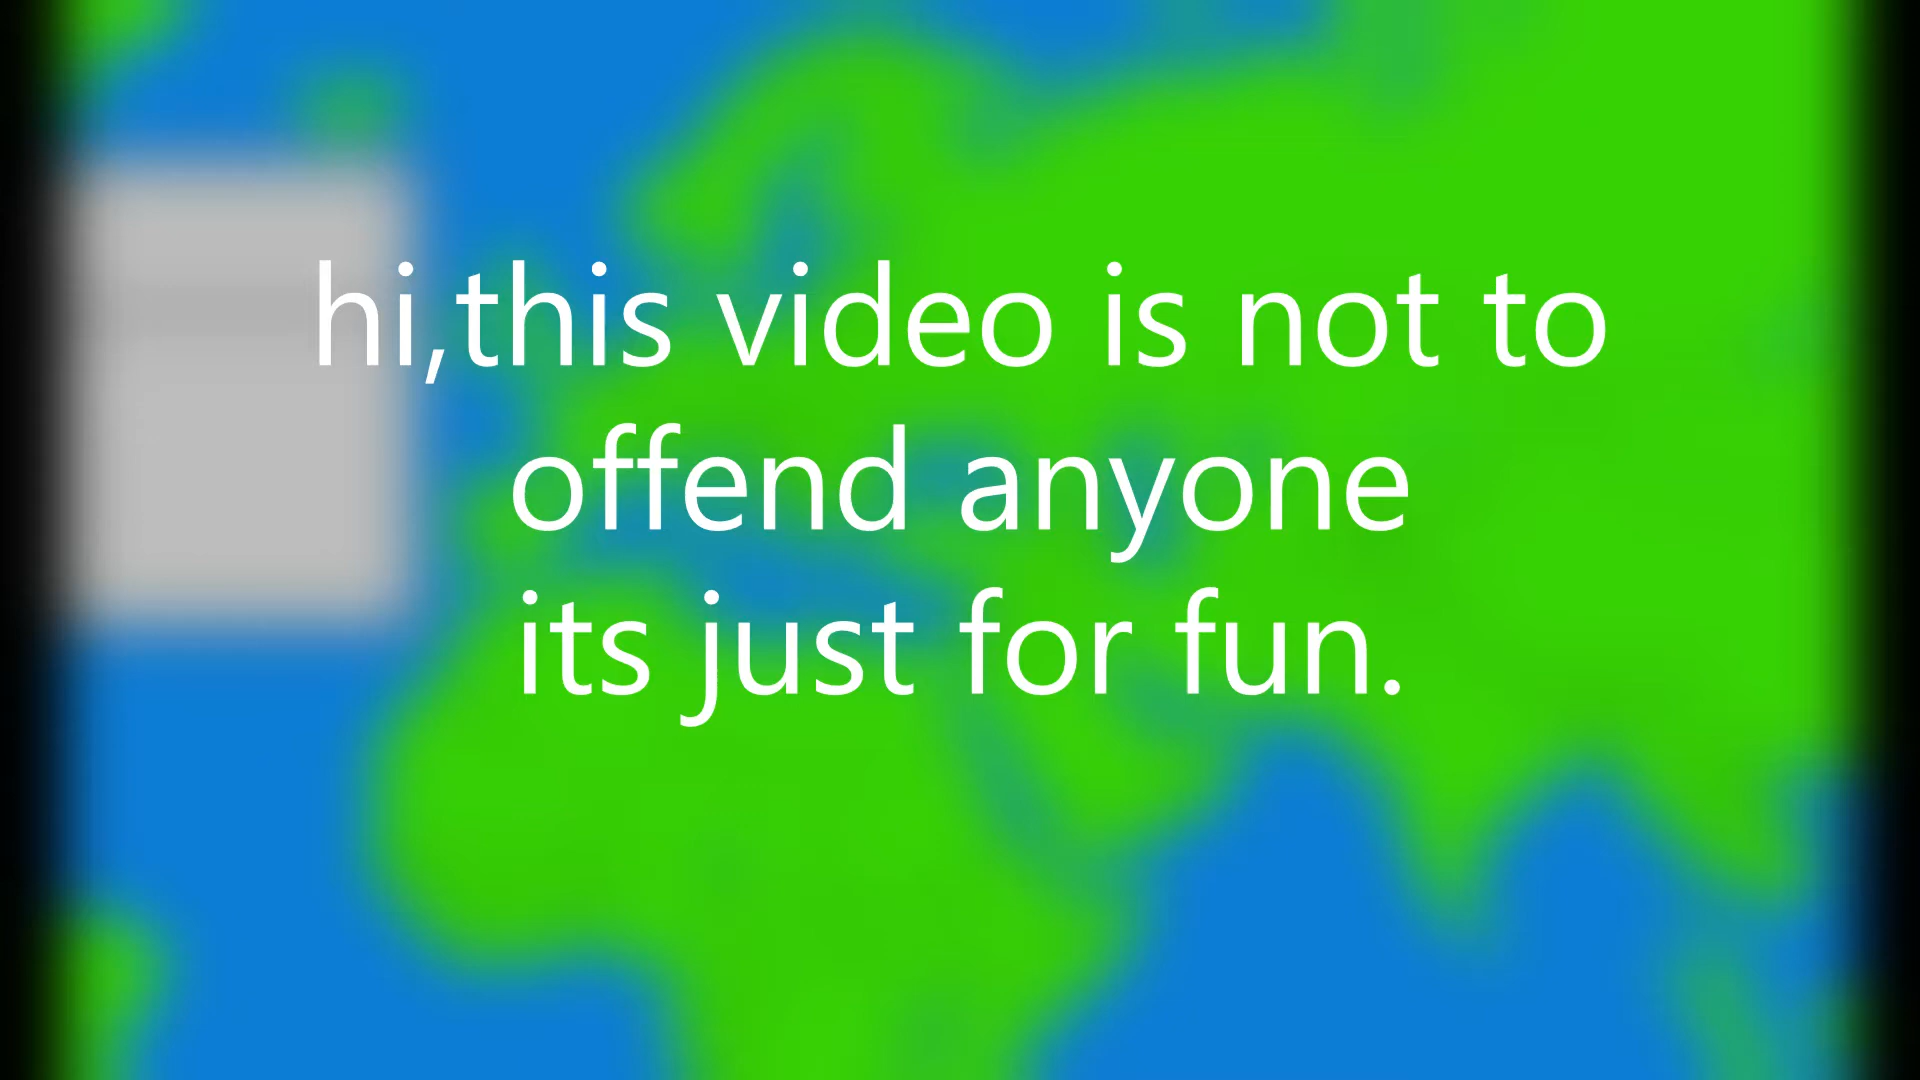 hi,this video is not to
offend anyone
its just for fun.